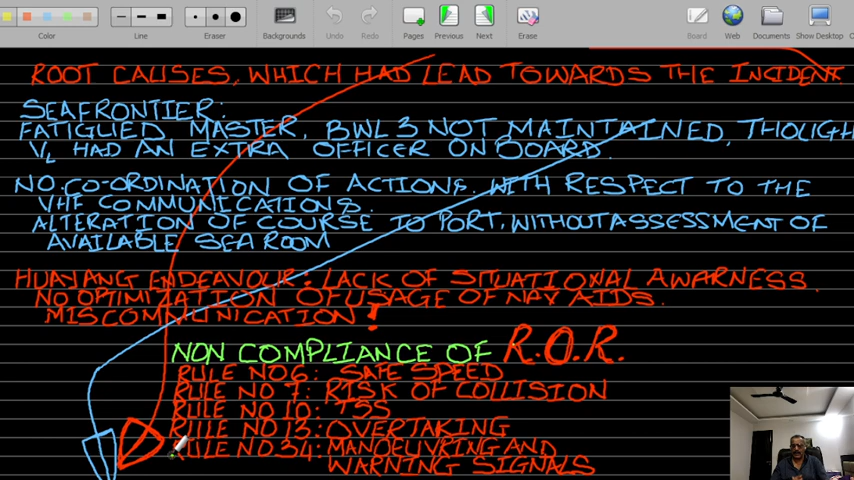 Color Line Eraser Backgrounds Undo Redo Pages Previous Next Erase Board Web Documents Show Desktop
ROOT CAUSES, WHICH HAD LEAD TOWARDS THE INCIDENT
SEAFRONTIER:
FATIGUED MASTER, BWL 3 NOT MAINTAINED, THOUGH
V/L HAD AN EXTRA OFFICER ON BOARD.
NO.CO-ORDINATION OF ACTIONS. WITH RESPECT TO THE
VHF COMMUNICATIONS.
ALTERATION OF COURSE TO PORT, WITHOUT ASSESSMENT OF
AVAILABLE SEA ROOM
HUAYANG ENDEAVOUR: LACK OF SITUATIONAL AWARNESS.
NO OPTIMIZATION OF USAGE OF NAV AIDS.
MISCOMMUNICATION!
NON COMPLIANCE OF R.O.R.
RULE NO 6: SAFE SPEED
RULE NO 7: RISK OF COLLISION
RULE NO 10: TSS
RULE NO 13: OVERTAKING
RULE NO.34: MANOEUVRING AND
WARNING SIGNALS